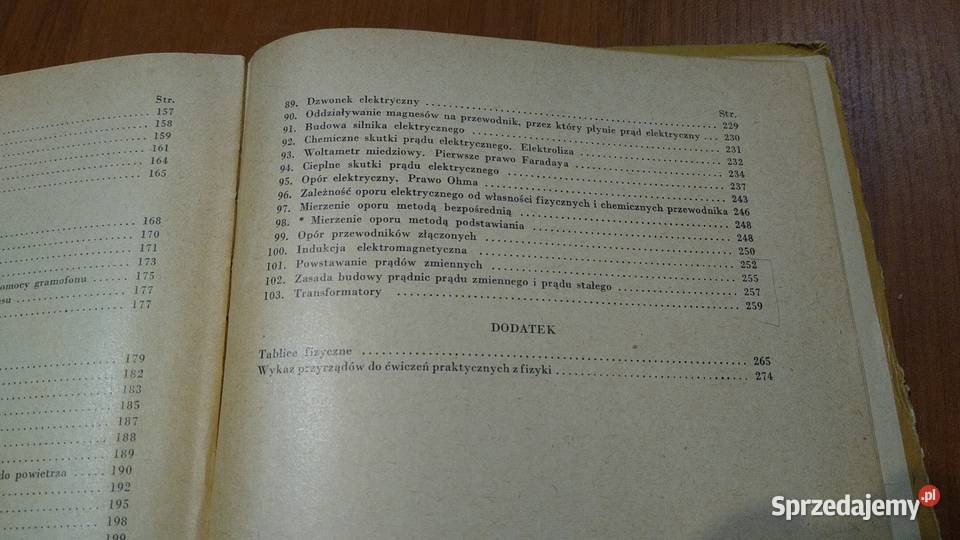 Str.
157
158
159
161
164
165
168
170
171
173
omocy gramofonu ..... 175
su ..... 177
177
179
182
183
185
187
188
189
do powietrza ..... 190
192
195
198
199
Str.
89. Dzwonek elektryczny ..... 229
90. Oddziaływanie magnesów na przewodnik, przez który płynie prąd elektryczny ... 230
91. Budowa silnika elektrycznego ..... 231
92. Chemiczne skutki prądu elektrycznego. Elektroliza ..... 232
93. Woltametr miedziowy. Pierwsze prawo Faradaya ..... 234
94. Cieplne skutki prądu elektrycznego ..... 237
95. Opór elektryczny. Prawo Ohma ..... 243
96. Zależność oporu elektrycznego od własności fizycznych i chemicznych przewodnika 246
97. Mierzenie oporu metodą bezpośrednią ..... 248
98. * Mierzenie oporu metodą podstawiania ..... 248
99. Opór przewodników złączonych ..... 250
100. Indukcja elektromagnetyczna ..... 252
101. Powstawanie prądów zmiennych ..... 255
102. Zasada budowy prądnic prądu zmiennego i prądu stałego ..... 257
103. Transformatory ..... 259
DODATEK
Tablice fizyczne ..... 265
Wykaz przyrządów do ćwiczeń praktycznych z fizyki ..... 274
Sprzedajemy.pl